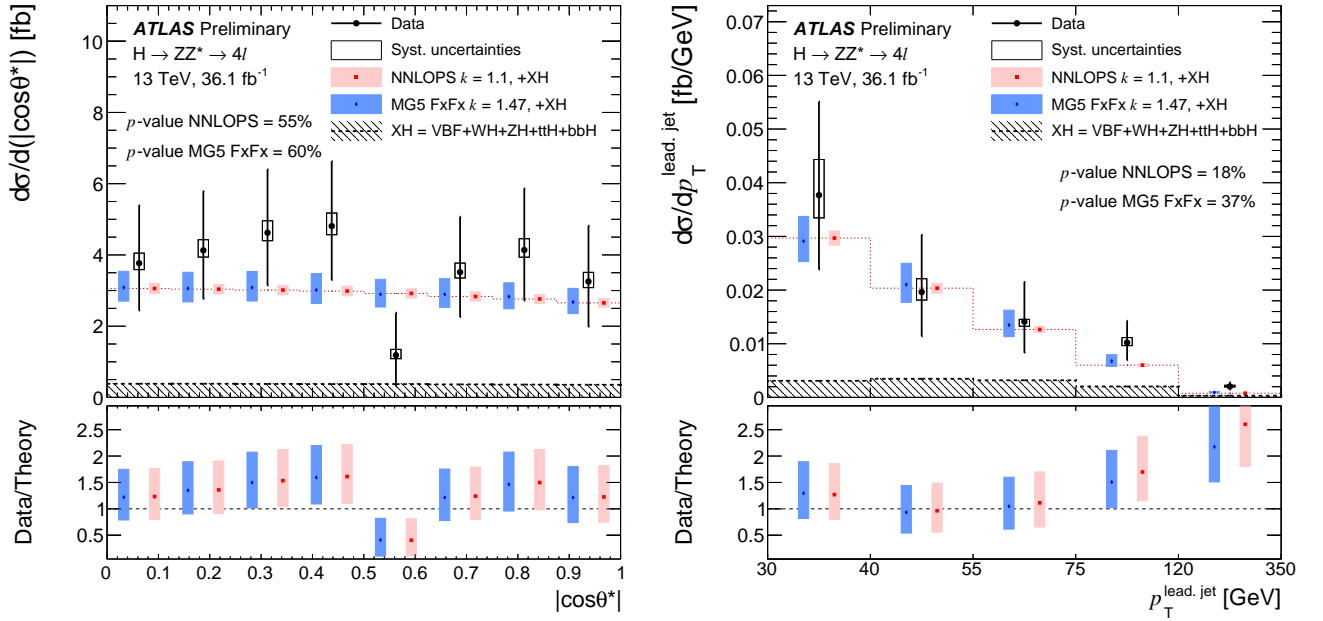 dσ/d(|cosθ*|) [fb]
10
8
6
4
2
0
ATLAS Preliminary
H → ZZ* → 4l
13 TeV, 36.1 fb⁻¹
p-value NNLOPS = 55%
p-value MG5 FxFx = 60%
Data
Syst. uncertainties
NNLOPS k = 1.1, +XH
MG5 FxFx k = 1.47, +XH
XH = VBF+WH+ZH+ttH+bbH
Data/Theory
2.5
2
1.5
1
0.5
0 0.1 0.2 0.3 0.4 0.5 0.6 0.7 0.8 0.9 1
|cosθ*|
dσ/dp_T^lead. jet [fb/GeV]
0.07
0.06
0.05
0.04
0.03
0.02
0.01
0
ATLAS Preliminary
H → ZZ* → 4l
13 TeV, 36.1 fb⁻¹
Data
Syst. uncertainties
NNLOPS k = 1.1, +XH
MG5 FxFx k = 1.47, +XH
XH = VBF+WH+ZH+ttH+bbH
p-value NNLOPS = 18%
p-value MG5 FxFx = 37%
Data/Theory
2.5
2
1.5
1
0.5
30 40 55 75 120 350
p_T^lead. jet [GeV]